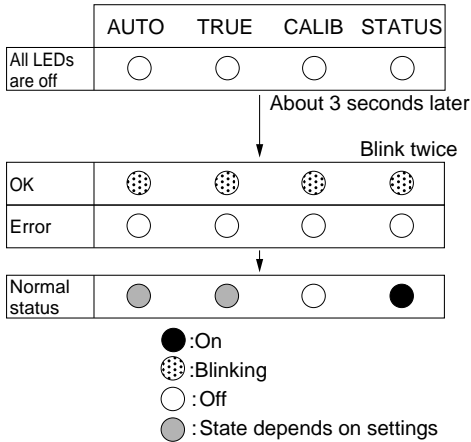 AUTO TRUE CALIB STATUS
All LEDs
are off
About 3 seconds later
Blink twice
OK
Error
Normal
status
:On
:Blinking
:Off
:State depends on settings